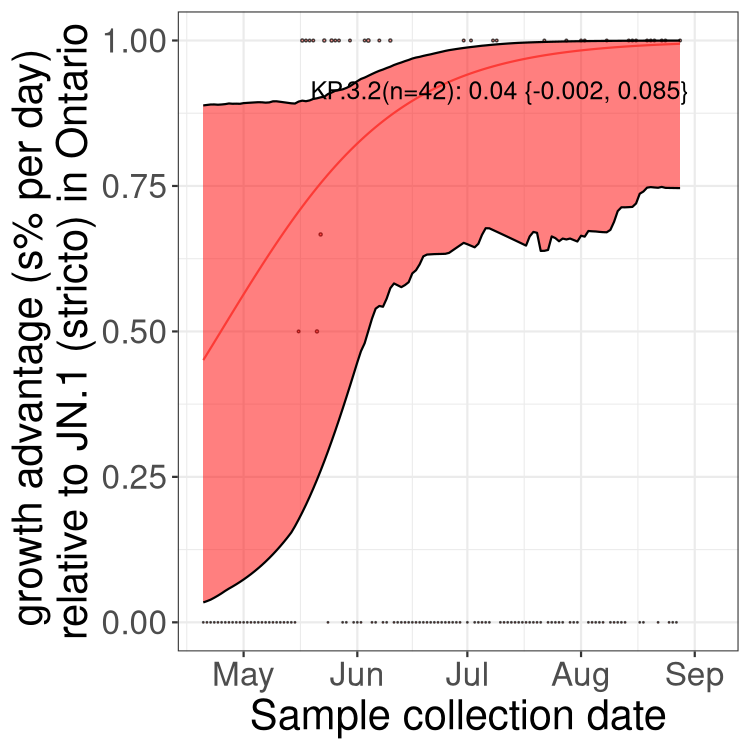 growth advantage (s% per day)
relative to JN.1 (stricto) in Ontario
1.00
0.75
0.50
0.25
0.00
KP.3.2(n=42): 0.04 {-0.002, 0.085}
May Jun Jul Aug Sep
Sample collection date